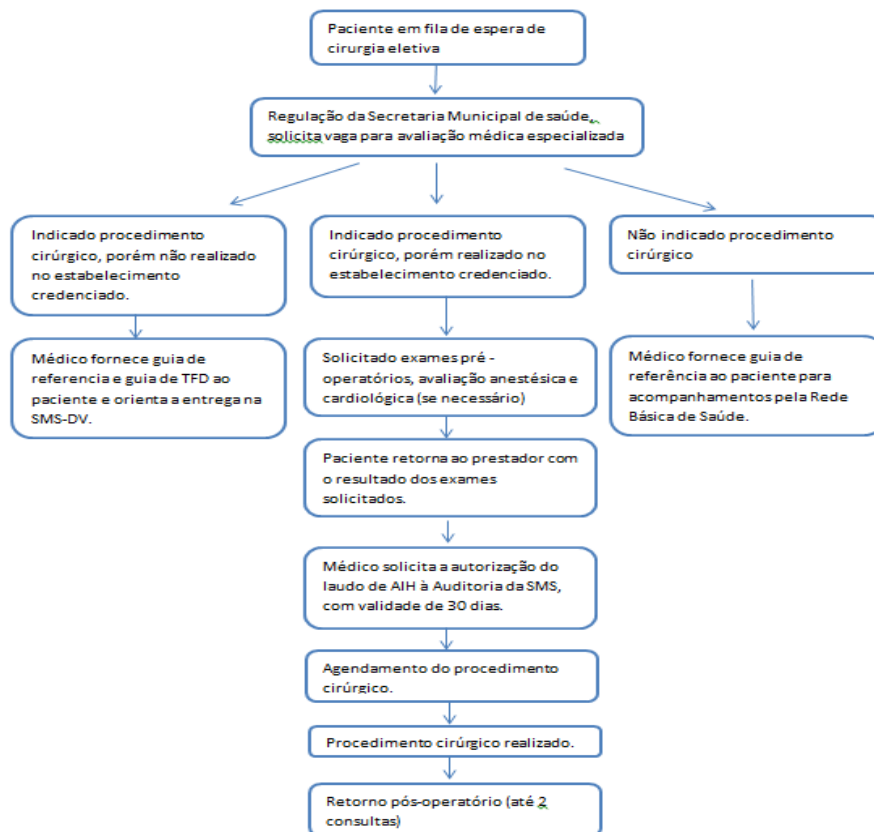 Paciente em fila de espera de
cirurgia eletiva
Regulação da Secretaria Municipal de saúde,
solicita vaga para avaliação médica especializada
Indicado procedimento
cirúrgico, porém não realizado
no estabelecimento
credenciado.
Indicado procedimento
cirúrgico, porém realizado no
estabelecimento credenciado.
Não indicado procedimento
cirúrgico
Médico fornece guia de
referencia e guia de TFD ao
paciente e orienta a entrega na
SMS-DV.
Solicitado exames pré -
operatórios, avaliação anestésica e
cardiológica (se necessário)
Médico fornece guia de
referência ao paciente para
acompanhamentos pela Rede
Básica de Saúde.
Paciente retorna ao prestador com
o resultado dos exames
solicitados.
Médico solicita a autorização do
laudo de AIH à Auditoria da SMS,
com validade de 30 dias.
Agendamento do procedimento
cirúrgico.
Procedimento cirúrgico realizado.
Retorno pós-operatório (até 2
consultas)